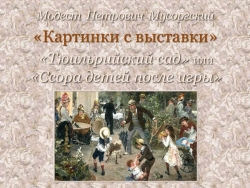 Модест Петрович Мусоргский
«Картинки с выставки»
«Тюильрийский сад» или
«Ссора детей после игры»